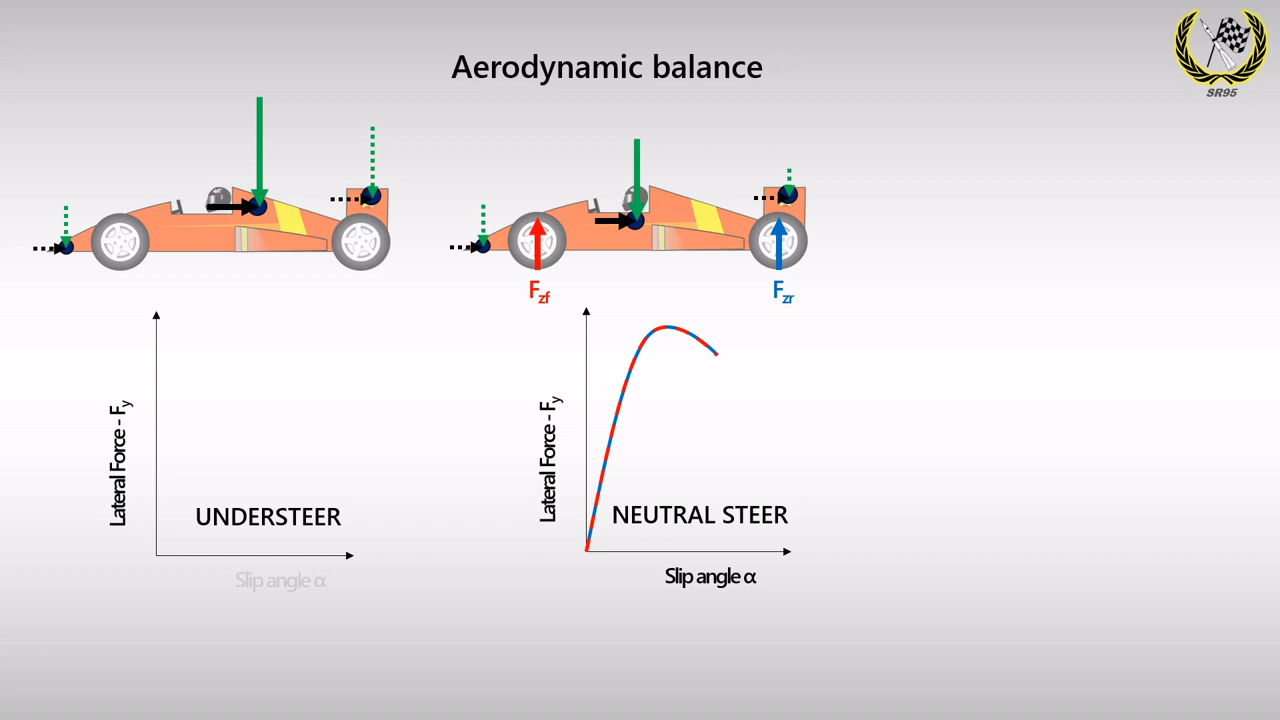 Aerodynamic balance
SR95
Fzf
Fzr
Lateral Force - Fy
UNDERSTEER
Slip angle α
Lateral Force - Fy
NEUTRAL STEER
Slip angle α